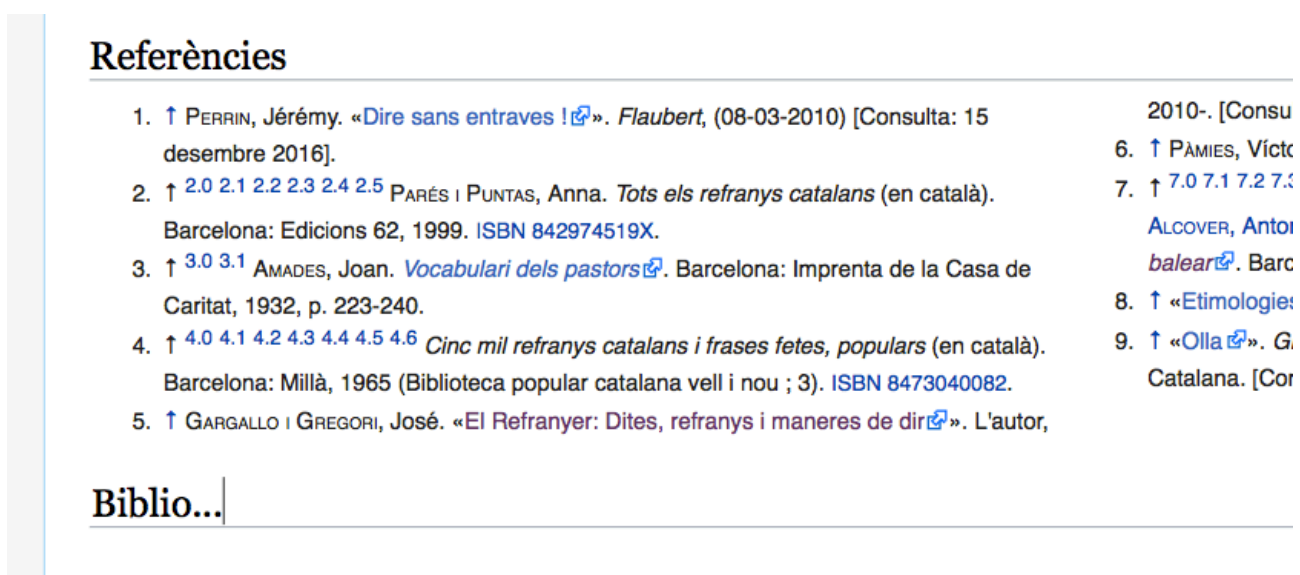 Referències
1. ↑ PERRIN, Jérémy. «Dire sans entraves !». Flaubert, (08-03-2010) [Consulta: 15
desembre 2016].
2. ↑ 2.0 2.1 2.2 2.3 2.4 2.5 PARÉS I PUNTAS, Anna. Tots els refranys catalans (en català).
Barcelona: Edicions 62, 1999. ISBN 842974519X.
3. ↑ 3.0 3.1 AMADES, Joan. Vocabulari dels pastors. Barcelona: Imprenta de la Casa de
Caritat, 1932, p. 223-240.
4. ↑ 4.0 4.1 4.2 4.3 4.4 4.5 4.6 Cinc mil refranys catalans i frases fetes, populars (en català).
Barcelona: Millà, 1965 (Biblioteca popular catalana vell i nou ; 3). ISBN 8473040082.
5. ↑ GARGALLO I GREGORI, José. «El Refranyer: Dites, refranys i maneres de dir». L'autor,
2010-. [Consu
6. ↑ PÀMIES, Vícto
7. ↑ 7.0 7.1 7.2 7.3
ALCOVER, Anton
balear. Barc
8. ↑ «Etimologies
9. ↑ «Olla». G
Catalana. [Con
Biblio...